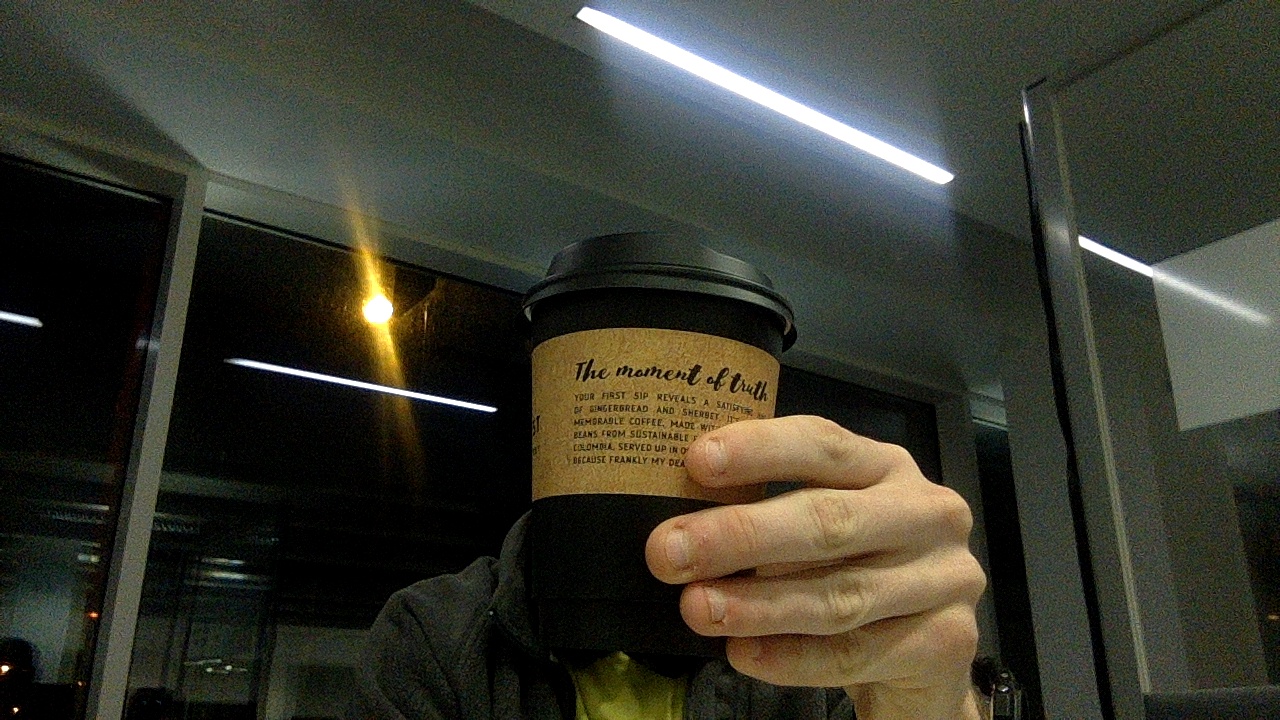 The moment of truth
YOUR FIRST SIP REVEALS A SATISFYING
OF GINGERBREAD AND SHERBET.
MEMORABLE COFFEE, MADE WITH
BEANS FROM SUSTAINABLE
COLOMBIA, SERVED UP IN
BECAUSE FRANKLY MY